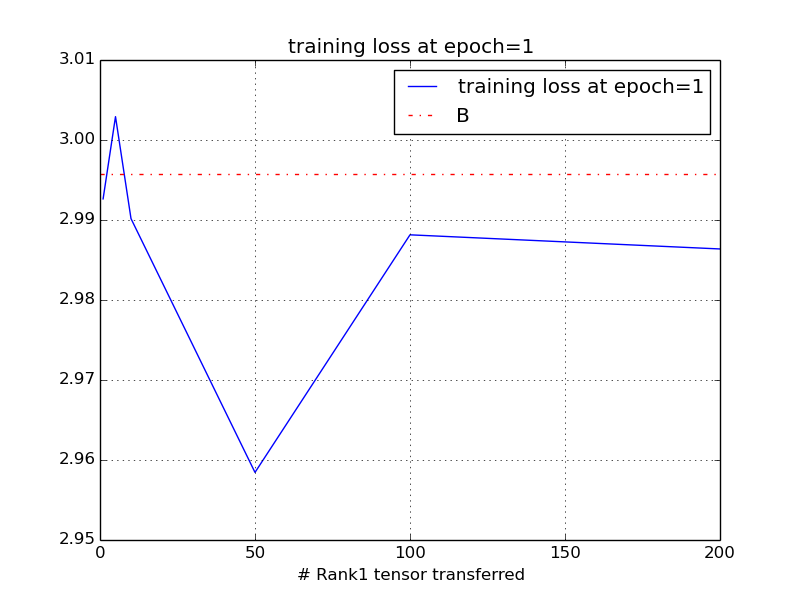 training loss at epoch=1
3.01
3.00
2.99
2.98
2.97
2.96
2.95
training loss at epoch=1
B
0 50 100 150 200
# Rank1 tensor transferred